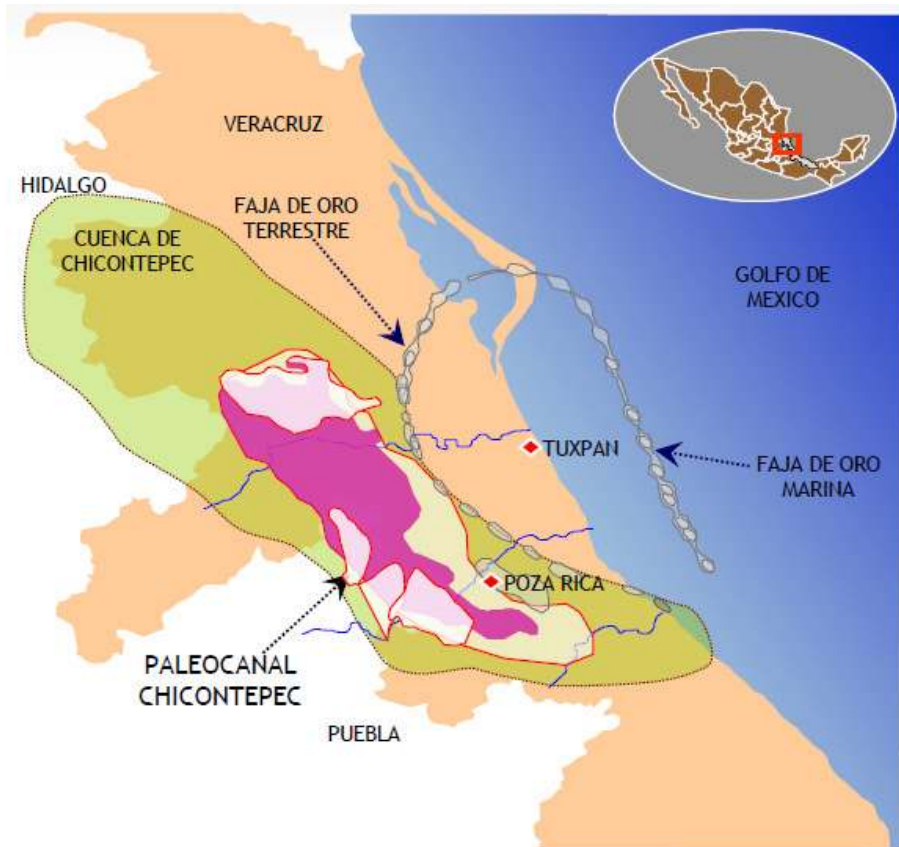 VERACRUZ
HIDALGO
FAJA DE ORO
TERRESTRE
CUENCA DE
CHICONTEPEC
GOLFO DE
MEXICO
TUXPAN
FAJA DE ORO
MARINA
POZA RICA
PALEOCANAL
CHICONTEPEC
PUEBLA